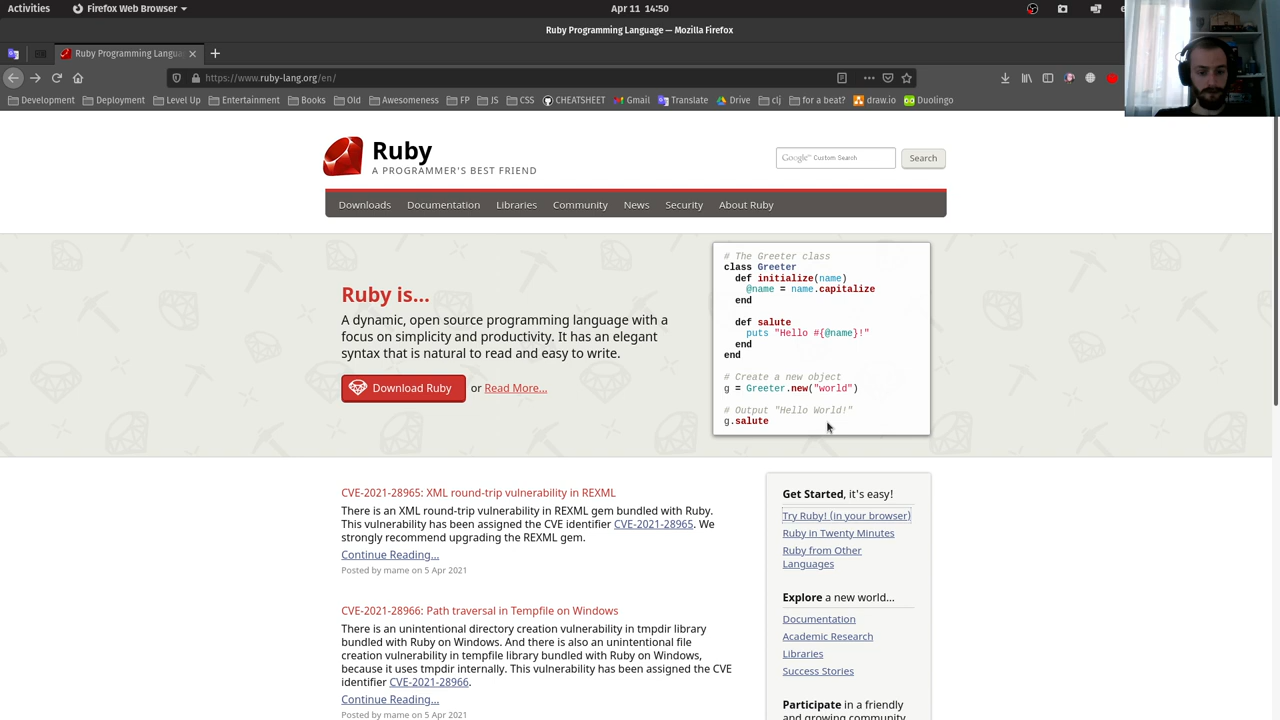 Activities
Firefox Web Browser
Apr 11 14:50
Ruby Programming Language — Mozilla Firefox
Ruby Programming Langua
https://www.ruby-lang.org/en/
Development
Deployment
Level Up
Entertainment
Books
Old
Awesomeness
FP
JS
CSS
CHEATSHEET
Gmail
Translate
Drive
clj
for a beat?
draw.io
Duolingo
Ruby
A PROGRAMMER'S BEST FRIEND
Google™ Custom Search
Search
Downloads
Documentation
Libraries
Community
News
Security
About Ruby
Ruby is...
A dynamic, open source programming language with a
focus on simplicity and productivity. It has an elegant
syntax that is natural to read and easy to write.
Download Ruby or Read More...
# The Greeter class
class Greeter
  def initialize(name)
    @name = name.capitalize
  end
  def salute
    puts "Hello #{@name}!"
  end
end
# Create a new object
g = Greeter.new("world")
# Output "Hello World!"
g.salute
CVE-2021-28965: XML round-trip vulnerability in REXML
There is an XML round-trip vulnerability in REXML gem bundled with Ruby.
This vulnerability has been assigned the CVE identifier CVE-2021-28965. We
strongly recommend upgrading the REXML gem.
Continue Reading...
Posted by mame on 5 Apr 2021
CVE-2021-28966: Path traversal in Tempfile on Windows
There is an unintentional directory creation vulnerability in tmpdir library
bundled with Ruby on Windows. And there is also an unintentional file
creation vulnerability in tempfile library bundled with Ruby on Windows,
because it uses tmpdir internally. This vulnerability has been assigned the CVE
identifier CVE-2021-28966.
Continue Reading...
Posted by mame on 5 Apr 2021
Get Started, it's easy!
Try Ruby! (in your browser)
Ruby in Twenty Minutes
Ruby from Other
Languages
Explore a new world...
Documentation
Academic Research
Libraries
Success Stories
Participate in a friendly
and growing community.